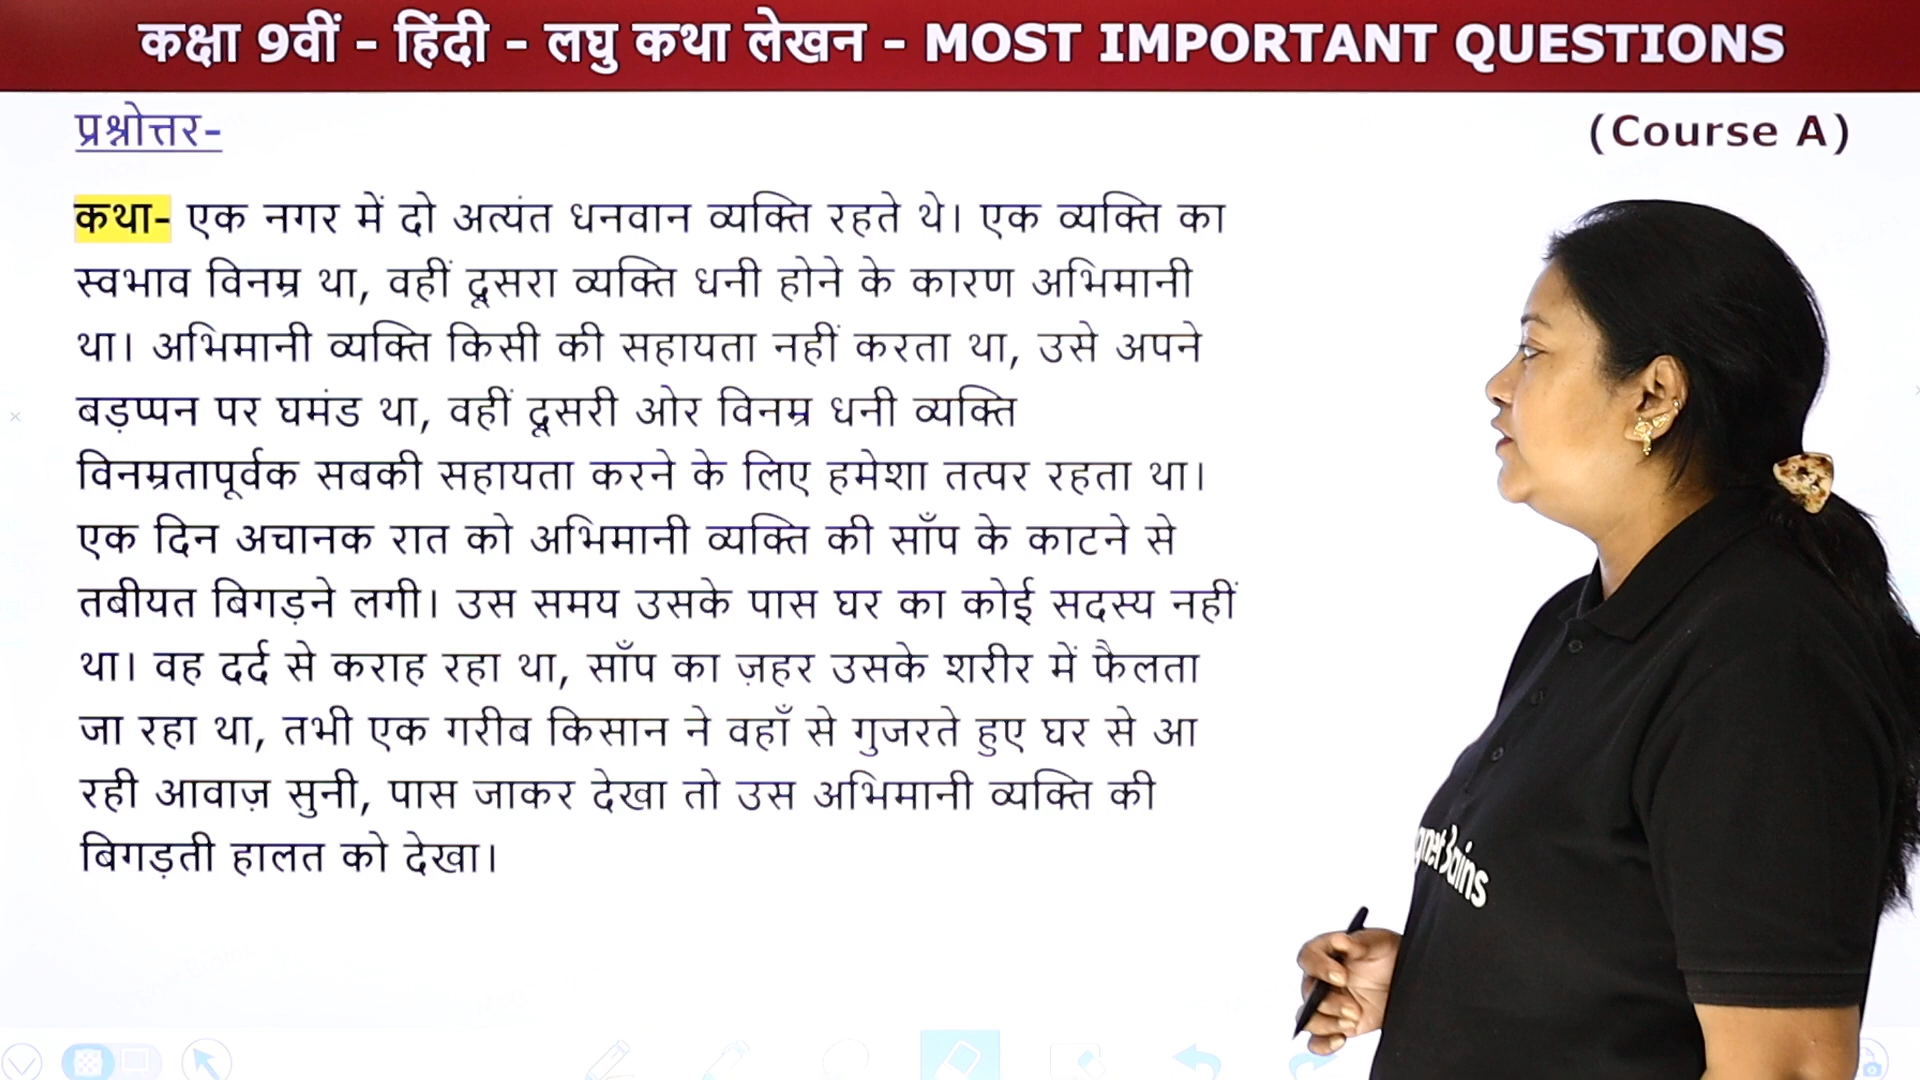 कक्षा 9वीं - हिंदी - लघु कथा लेखन - MOST IMPORTANT QUESTIONS
प्रश्नोत्तर-
(Course A)
कथा- एक नगर में दो अत्यंत धनवान व्यक्ति रहते थे। एक व्यक्ति का
स्वभाव विनम्र था, वहीं दूसरा व्यक्ति धनी होने के कारण अभिमानी
था। अभिमानी व्यक्ति किसी की सहायता नहीं करता था, उसे अपने
बड़प्पन पर घमंड था, वहीं दूसरी ओर विनम्र धनी व्यक्ति
विनम्रतापूर्वक सबकी सहायता करने के लिए हमेशा तत्पर रहता था।
एक दिन अचानक रात को अभिमानी व्यक्ति की साँप के काटने से
तबीयत बिगड़ने लगी। उस समय उसके पास घर का कोई सदस्य नहीं
था। वह दर्द से कराह रहा था, साँप का ज़हर उसके शरीर में फैलता
जा रहा था, तभी एक गरीब किसान ने वहाँ से गुजरते हुए घर से आ
रही आवाज़ सुनी, पास जाकर देखा तो उस अभिमानी व्यक्ति की
बिगड़ती हालत को देखा।